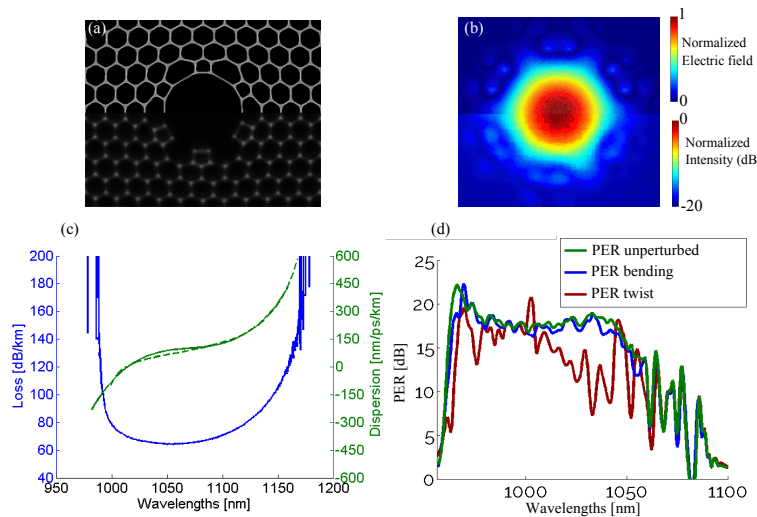 (a)
(b)
1
Normalized
Electric field
0
0
Normalized
Intensity (dB
-20
(c)
200
180
160
140
120
100
80
60
40
Loss [dB/km]
600
450
300
150
0
-150
-300
-450
-600
Dispersion [nm/ps/km]
950
1000
1050
1100
1150
1200
Wavelengths [nm]
(d)
PER unperturbed
PER bending
PER twist
25
20
15
10
5
0
PER [dB]
1000
1050
1100
Wavelengths [nm]